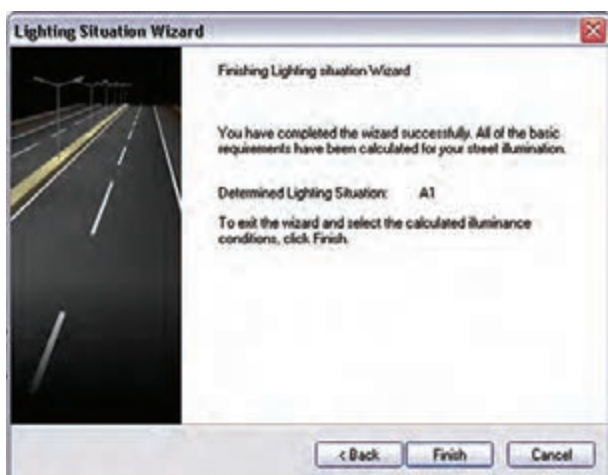 Lighting Situation Wizard
Finishing Lighting situation Wizard
You have completed the wizard successfully. All of the basic
requirements have been calculated for your street illumination.
Determined Lighting Situation: A1
To exit the wizard and select the calculated illuminance
conditions, click Finish.
< Back Finish Cancel